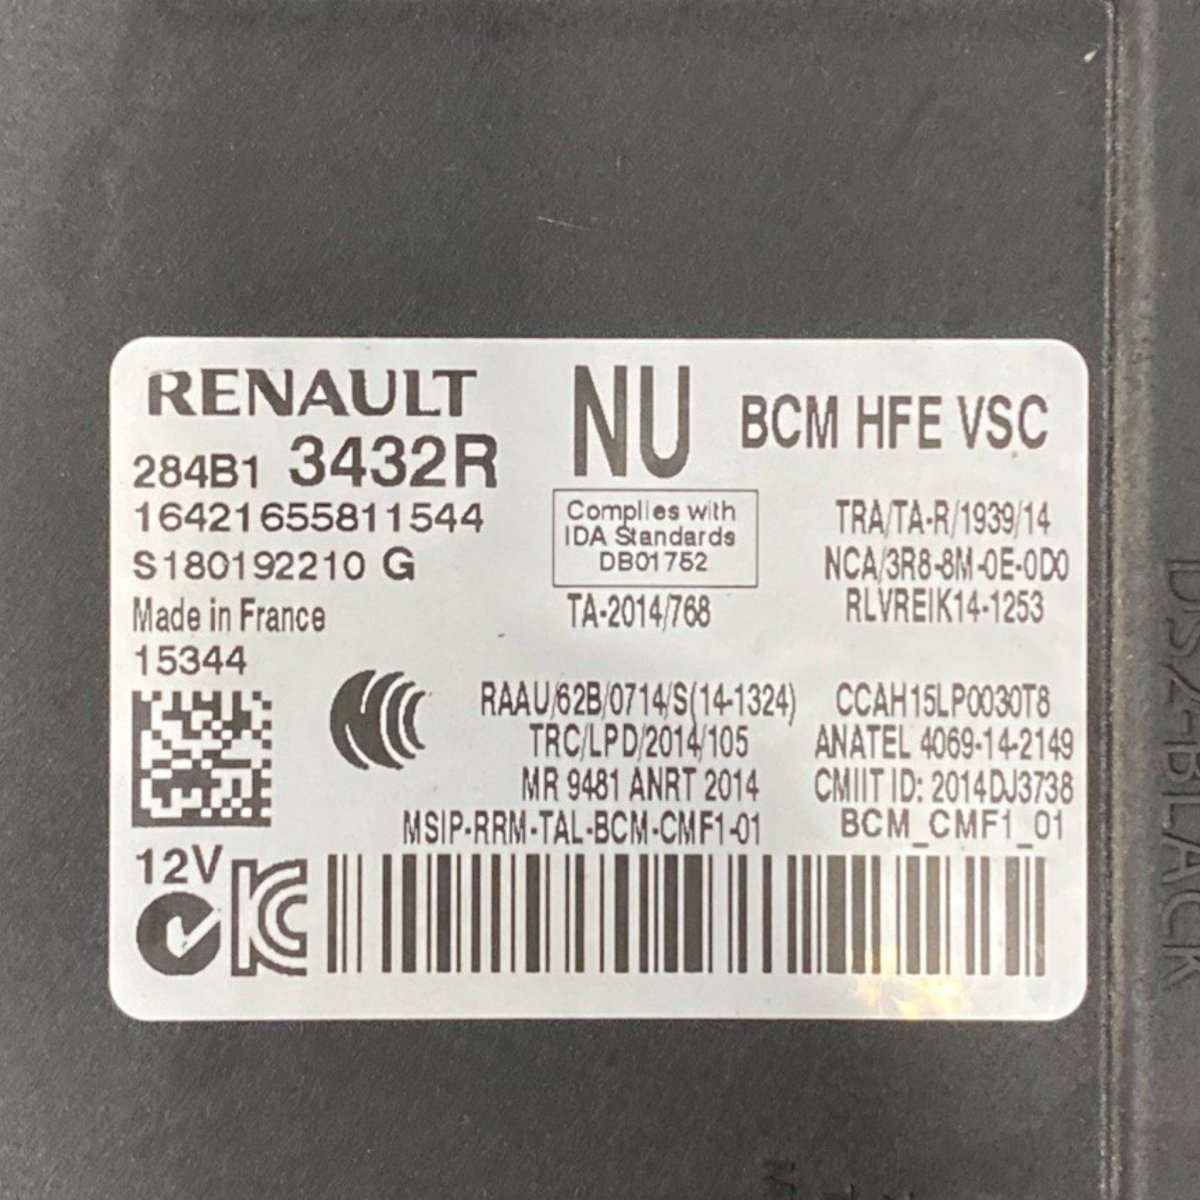 RENAULT
284B1 3432R
16421655811544
S180192210 G
Made in France
15344
NU
Complies with
IDA Standards
DB01752
TA-2014/768
BCM HFE VSC
TRA/TA-R/1939/14
NCA/3R8-8M-0E-0D0
RLVREIK14-1253
RAAU/62B/0714/S(14-1324)
TRC/LPD/2014/105
MR 9481 ANRT 2014
MSIP-RRM-TAL-BCM-CMF1-01
CCAH15LP0030T8
ANATEL 4069-14-2149
CMIIT ID: 2014DJ3738
BCM_CMF1_01
12V